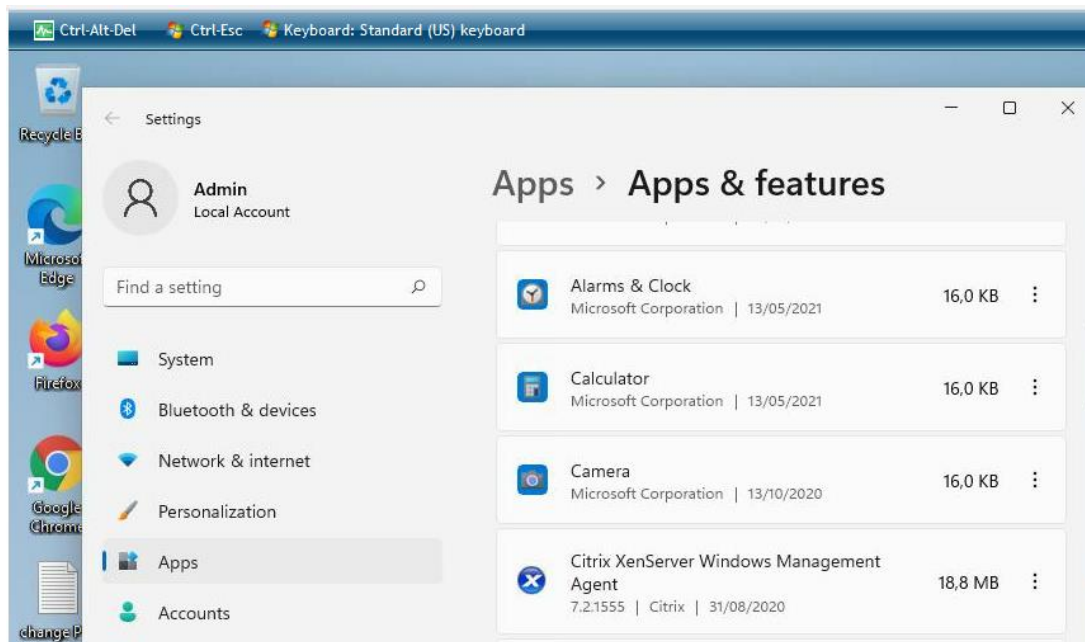 Ctrl-Alt-Del Ctrl-Esc Keyboard: Standard (US) keyboard
Recycle
Settings
Admin
Local Account
Apps > Apps & features
Edge
Find a setting
Alarms & Clock
Microsoft Corporation | 13/05/2021
16,0 KB
Firefox
System
Calculator
Microsoft Corporation | 13/05/2021
16,0 KB
Bluetooth & devices
Network & internet
Camera
Microsoft Corporation | 13/10/2020
16,0 KB
Google
Chrome
Personalization
Apps
Citrix XenServer Windows Management
Agent
7.2.1555 | Citrix | 31/08/2020
18,8 MB
Accounts
change P